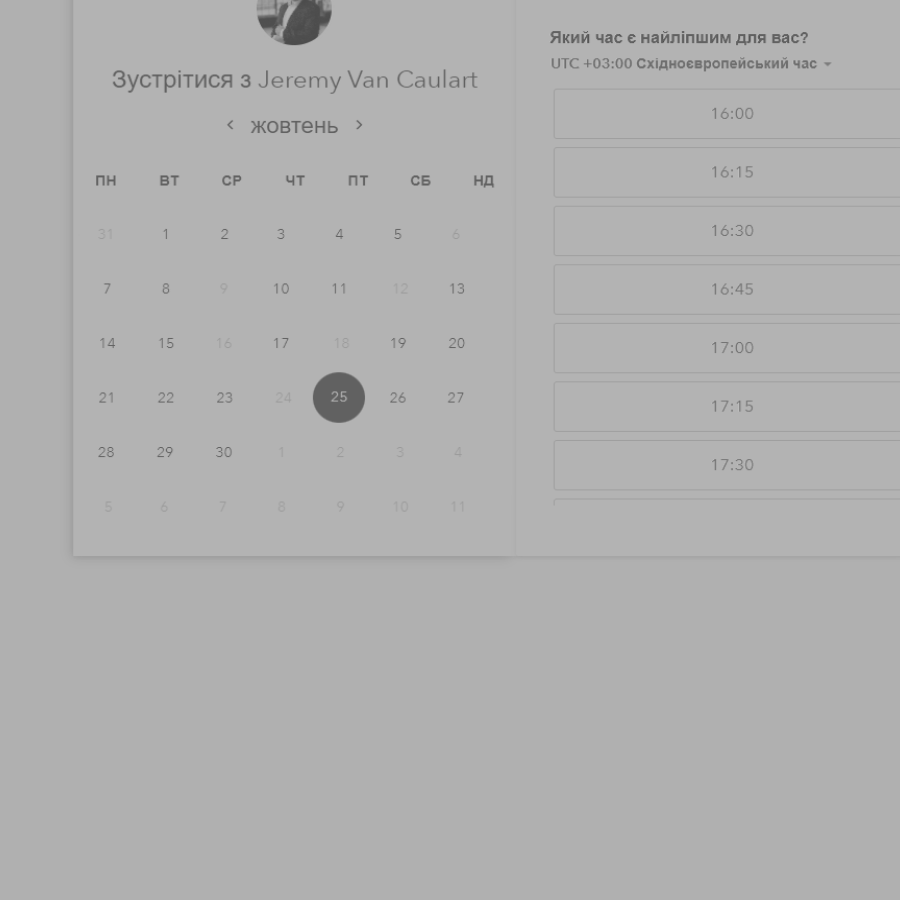 Зустрітися з Jeremy Van Caulart
жовтень
ПН ВТ СР ЧТ ПТ СБ НД
31 1 2 3 4 5 6
7 8 9 10 11 12 13
14 15 16 17 18 19 20
21 22 23 24 25 26 27
28 29 30 1 2 3 4
5 6 7 8 9 10 11
Який час є найліпшим для вас?
UTC +03:00 Східноєвропейський час
16:00
16:15
16:30
16:45
17:00
17:15
17:30